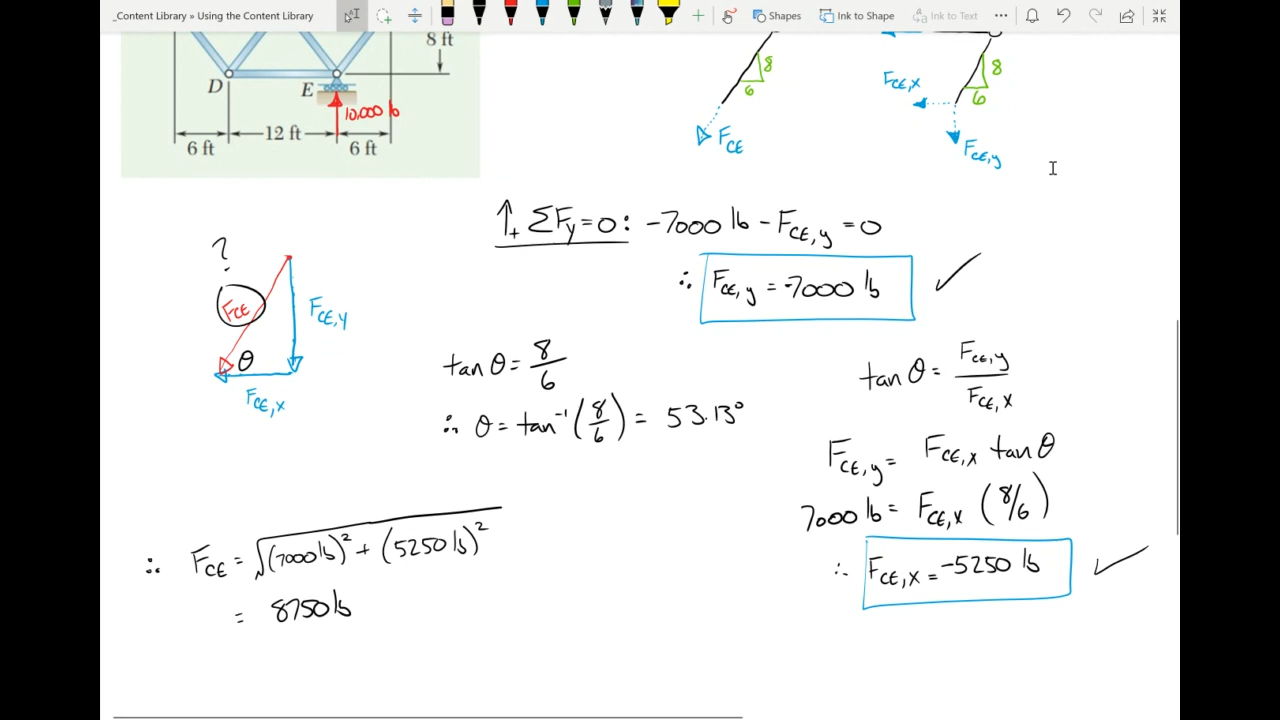 _Content Library » Using the Content Library
Shapes
Ink to Shape
Ink to Text
8 ft
D
E
10,000 lb
6 ft
12 ft
6 ft
8
6
F_CE
F_CE,x
8
6
F_CE,y
↑+ ΣF_y = 0 : -7000 lb - F_CE,y = 0
∴ F_CE,y = -7000 lb ✓
?
F_CE
F_CE,y
θ
F_CE,x
tan θ = 8/6
∴ θ = tan⁻¹ (8/6) = 53.13°
tan θ = F_CE,y / F_CE,x
F_CE,y = F_CE,x tan θ
7000 lb = F_CE,x (8/6)
∴ F_CE,x = -5250 lb ✓
∴ F_CE = √(7000 lb)² + (5250 lb)²
= 8750 lb